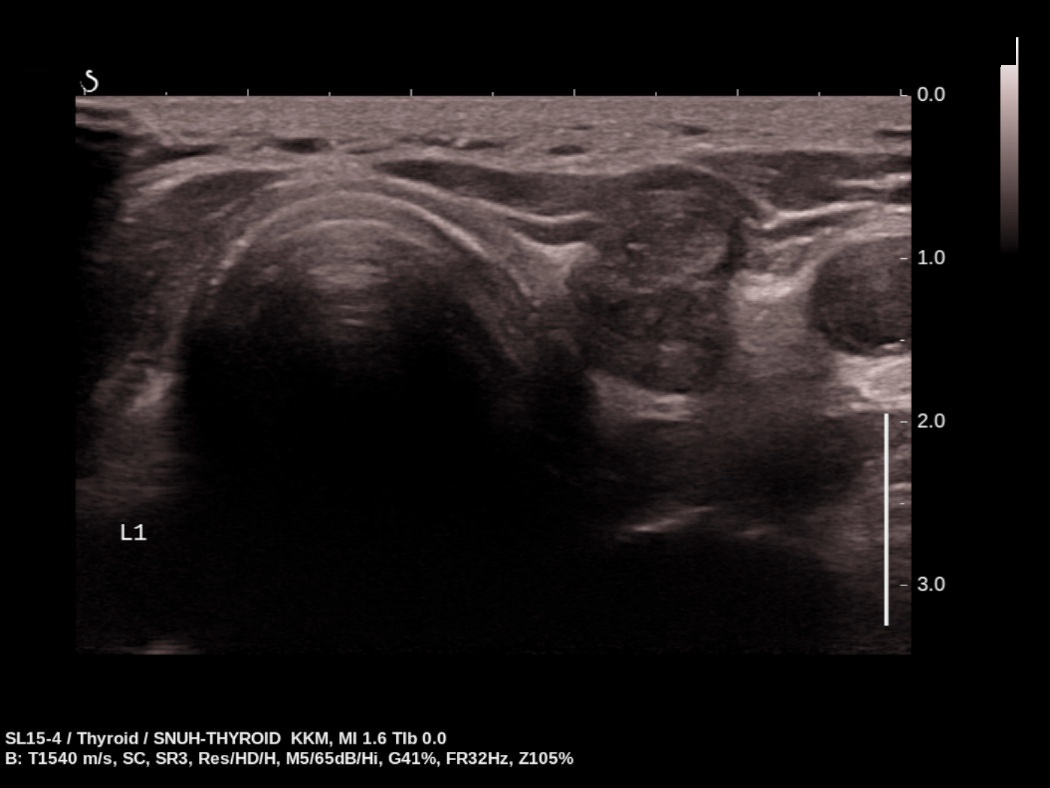 S
0.0
1.0
2.0
3.0
L1
SL15-4 / Thyroid / SNUH-THYROID KKM, MI 1.6 TIb 0.0
B: T1540 m/s, SC, SR3, Res/HD/H, M5/65dB/Hi, G41%, FR32Hz, Z105%